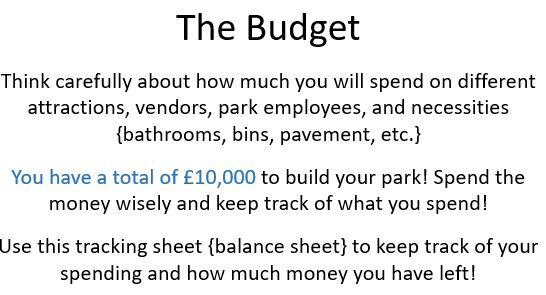 The Budget
Think carefully about how much you will spend on different
attractions, vendors, park employees, and necessities
{bathrooms, bins, pavement, etc.}
You have a total of £10,000 to build your park! Spend the
money wisely and keep track of what you spend!
Use this tracking sheet {balance sheet} to keep track of your
spending and how much money you have left!